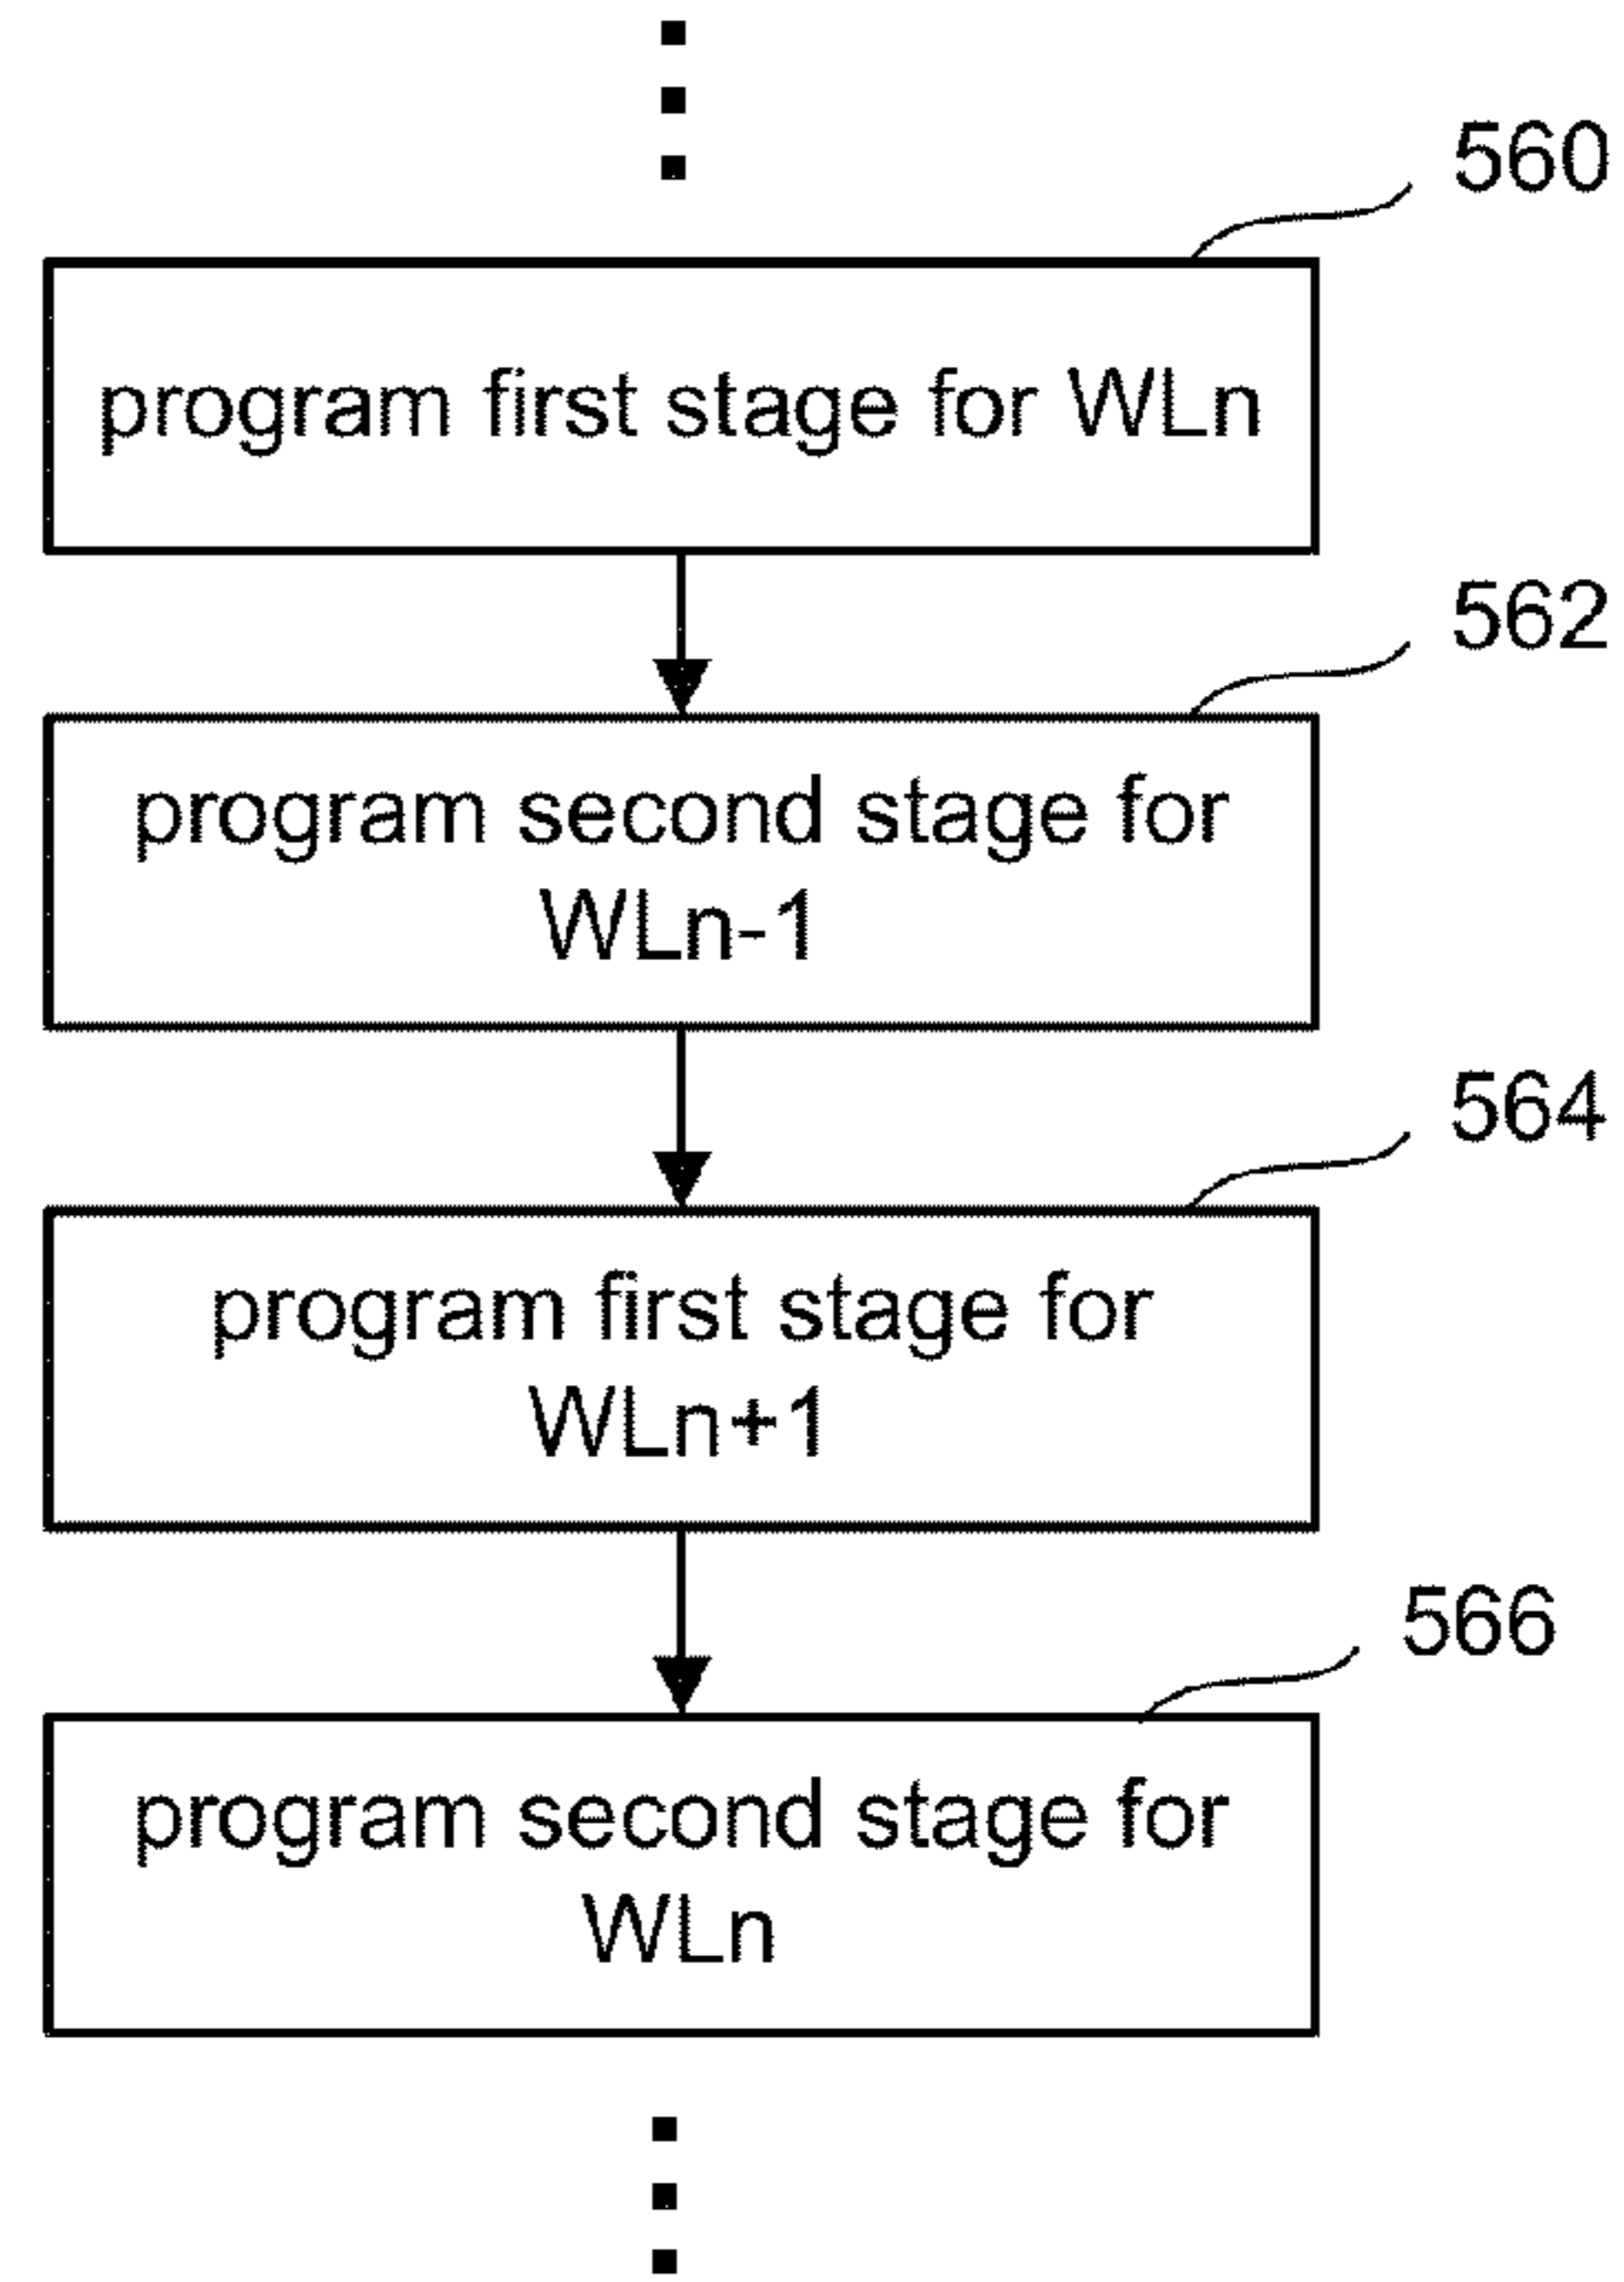 560
program first stage for WLn
562
program second stage for
WLn-1
564
program first stage for
WLn+1
566
program second stage for
WLn